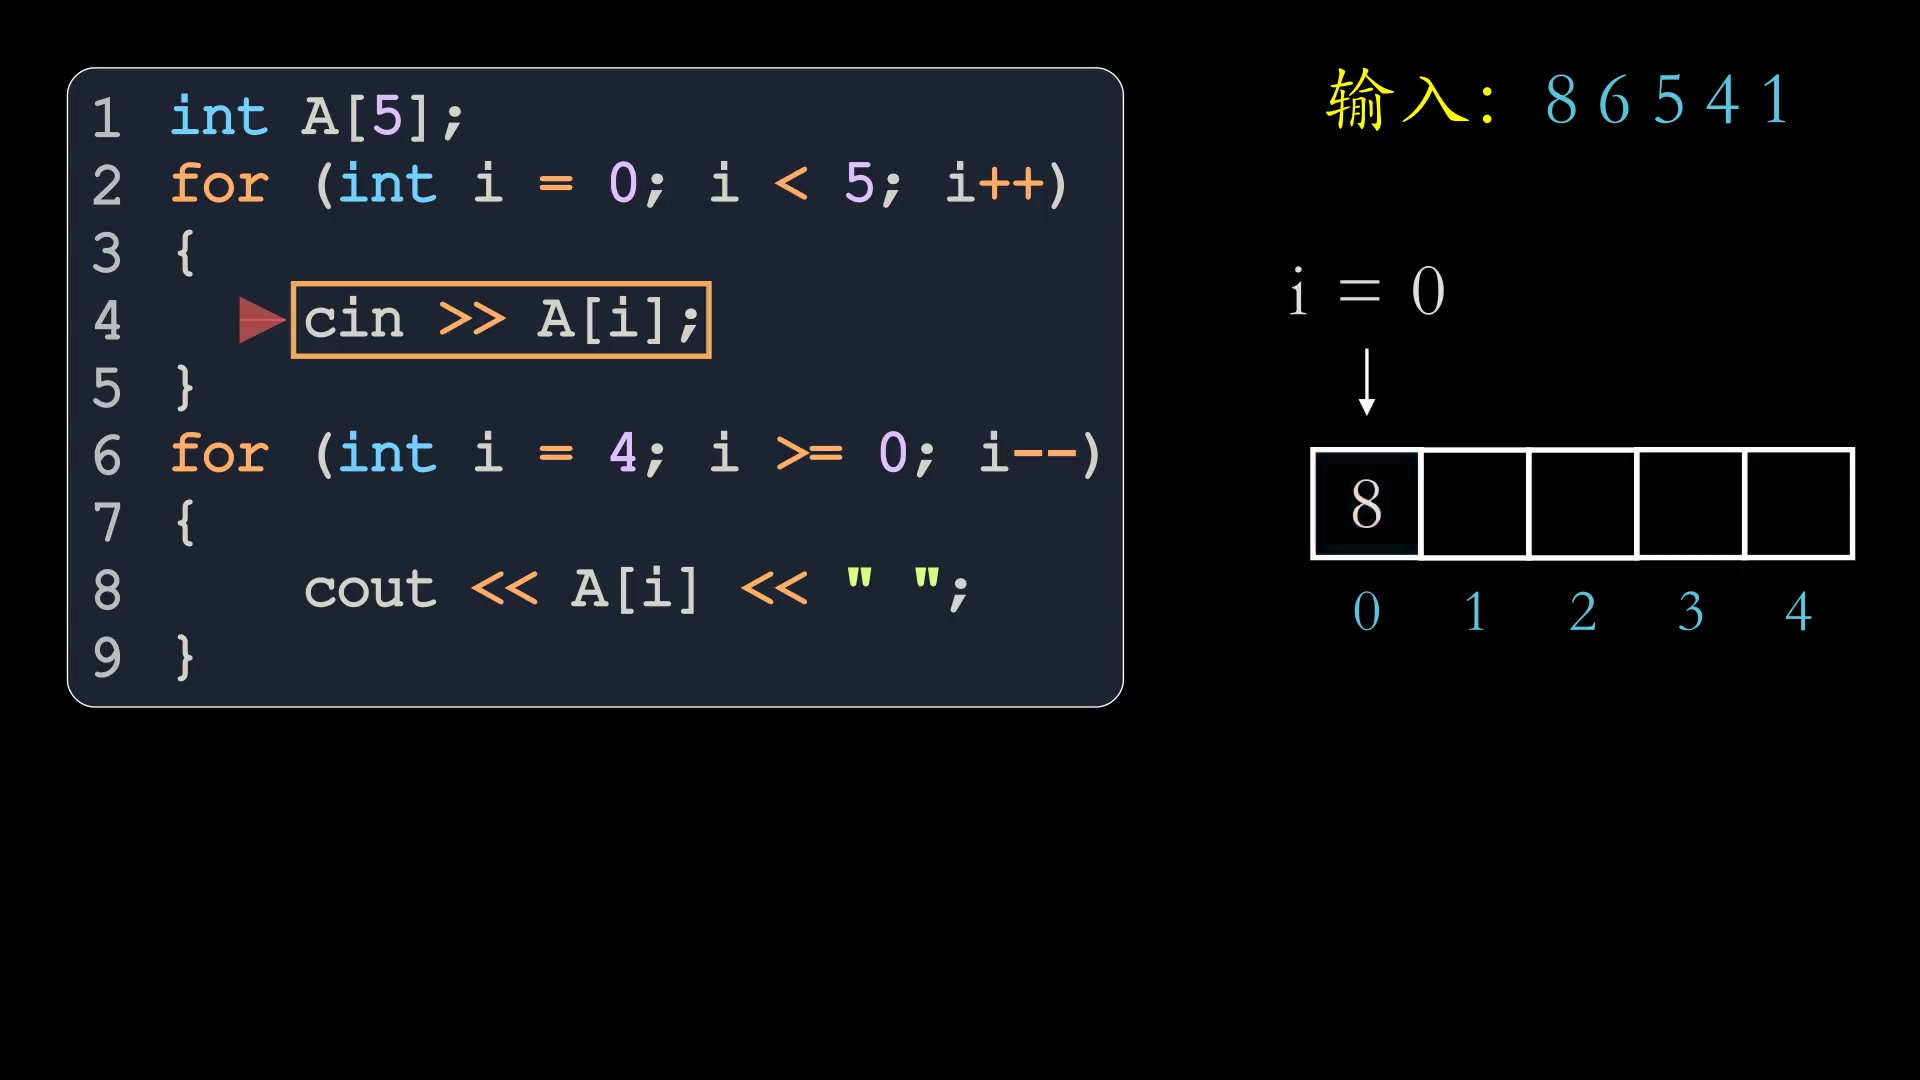 1 int A[5];
2 for (int i = 0; i < 5; i++)
3 {
4 cin >> A[i];
5 }
6 for (int i = 4; i >= 0; i--)
7 {
8 cout << A[i] << " ";
9 }
输入: 8 6 5 4 1
i = 0
8
0 1 2 3 4